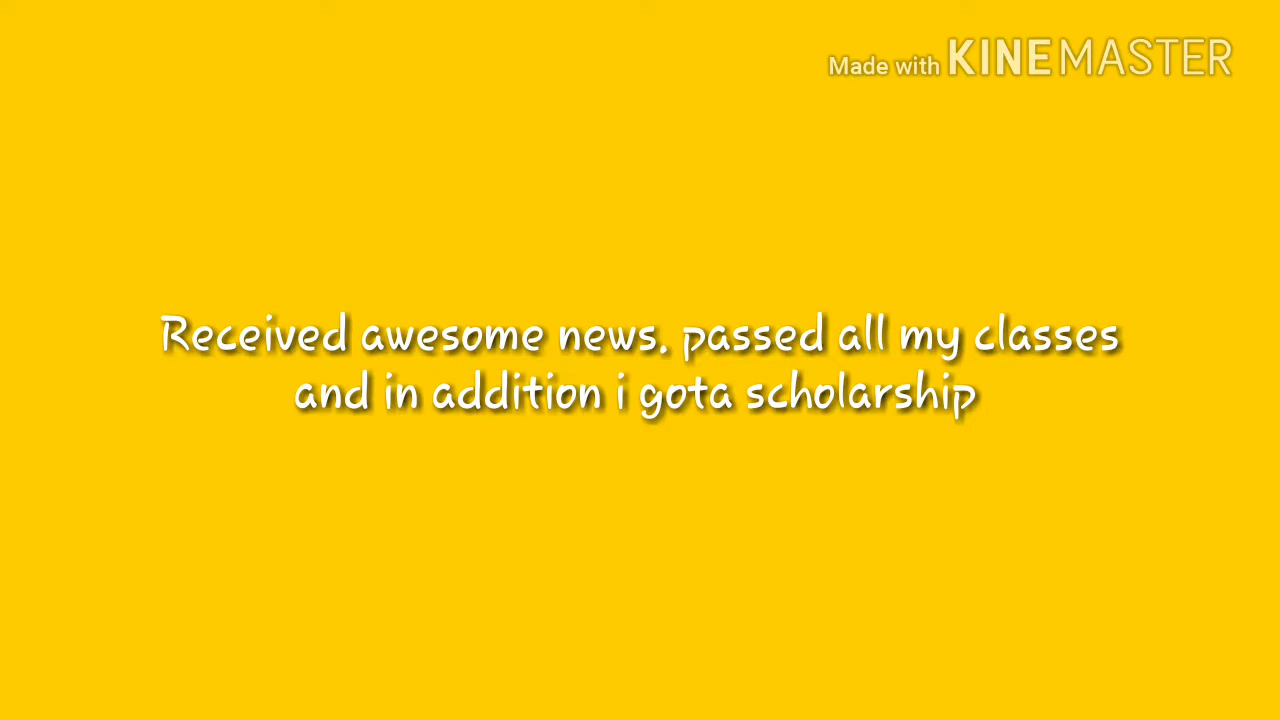 Made with KINEMASTER
Received awesome news. passed all my classes
and in addition i gota scholarship